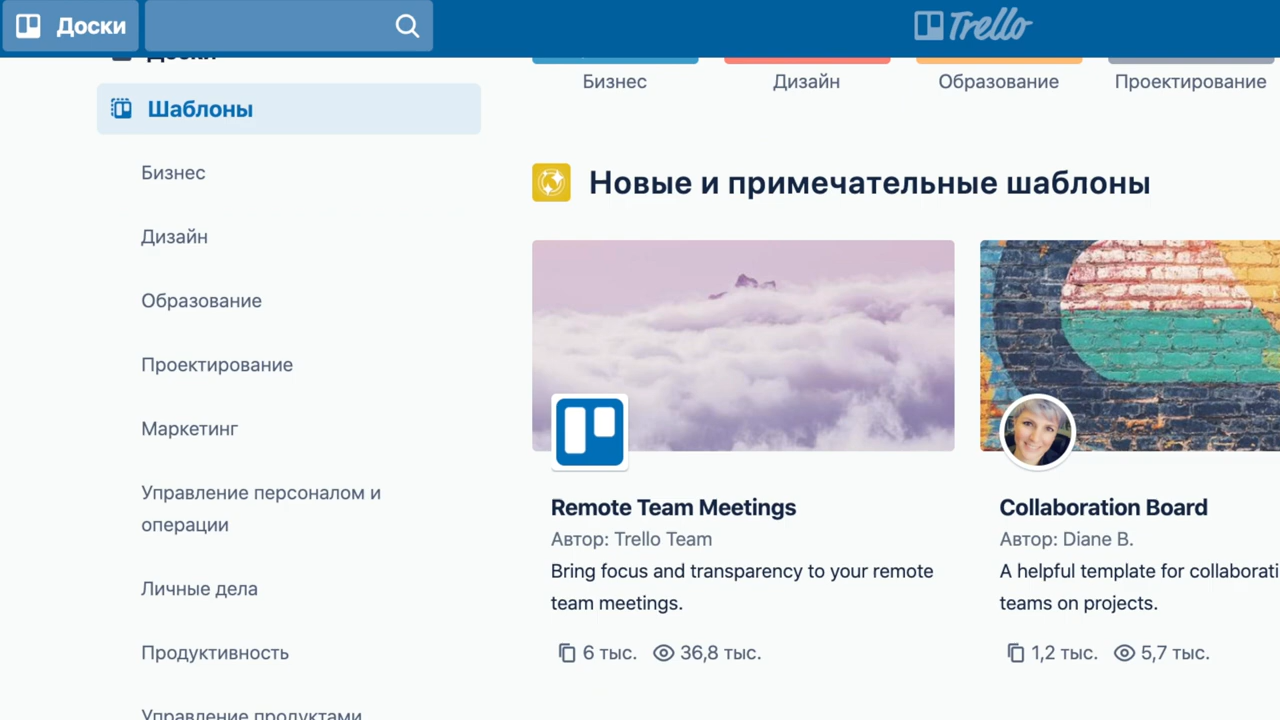 Доски
Trello
Доски
Шаблоны
Бизнес
Дизайн
Образование
Проектирование
Маркетинг
Управление персоналом и
операции
Личные дела
Продуктивность
Управление продуктами
Бизнес
Дизайн
Образование
Проектирование
Новые и примечательные шаблоны
Remote Team Meetings
Автор: Trello Team
Bring focus and transparency to your remote
team meetings.
6 тыс. 36,8 тыс.
Collaboration Board
Автор: Diane B.
A helpful template for collaborati
teams on projects.
1,2 тыс. 5,7 тыс.